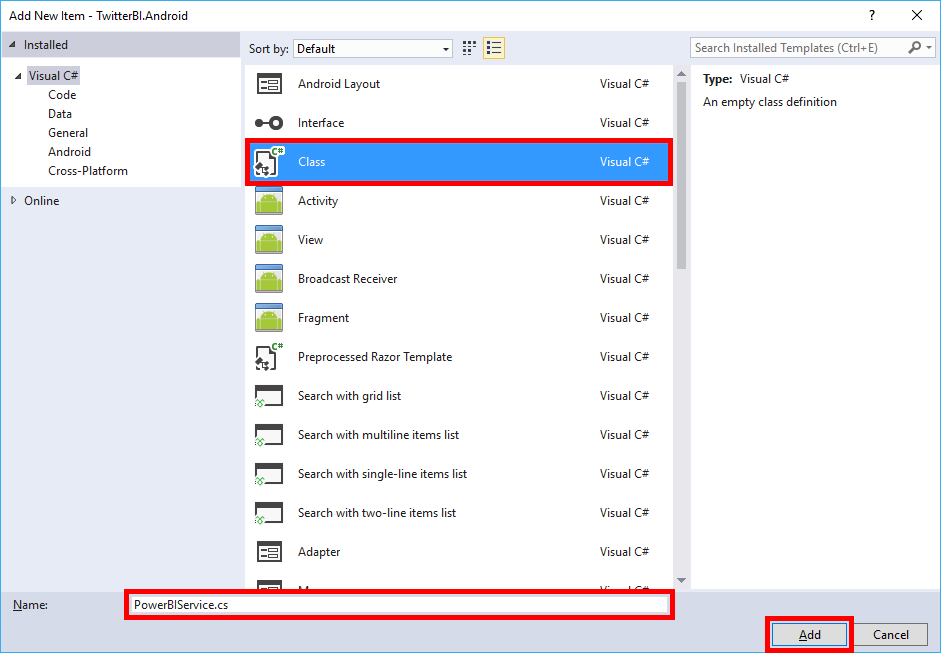 Add New Item - TwitterBI.Android
Installed
Sort by: Default
Search Installed Templates (Ctrl+E)
Visual C#
Code
Data
General
Android
Cross-Platform
Online
Android Layout Visual C#
Interface Visual C#
C# Class Visual C#
Activity Visual C#
View Visual C#
Broadcast Receiver Visual C#
Fragment Visual C#
C# Preprocessed Razor Template Visual C#
Search with grid list Visual C#
Search with multiline items list Visual C#
Search with single-line items list Visual C#
Search with two-line items list Visual C#
Adapter Visual C#
Type: Visual C#
An empty class definition
Name: PowerBIService.cs
Add Cancel